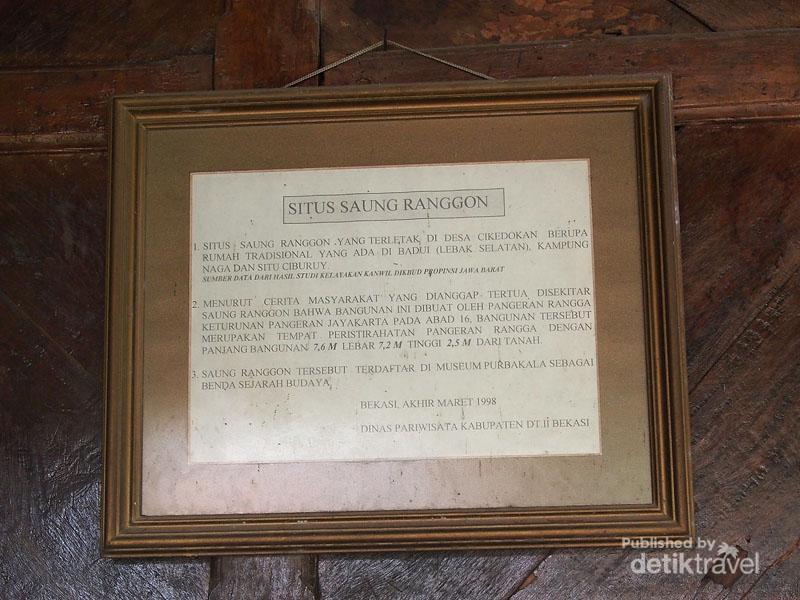 SITUS SAUNG RANGGON
1. SITUS SAUNG RANGGON .YANG TERLETAK DI DESA CIKEDOKAN BERUPA
RUMAH TRADISIONAL YANG ADA DI BADUI (LEBAK SELATAN), KAMPUNG
NAGA DAN SITU CIBURUY.
SUMBER DATA DARI HASIL STUDI KELAYAKAN KANWIL DIKBUD PROPINSI JAWA BARAT
2. MENURUT CERITA MASYARAKAT YANG DIANGGAP TERTUA DISEKITAR
SAUNG RANGGON BAHWA BANGUNAN INI DIBUAT OLEH PANGERAN RANGGA
KETURUNAN PANGERAN JAYAKARTA PADA ABAD 16, BANGUNAN TERSEBUT
MERUPAKAN TEMPAT PERISTIRAHATAN PANGERAN RANGGA DENGAN
PANJANG BANGUNAN 7,6 M LEBAR 7,2 M TINGGI 2,5 M DARI TANAH.
3. SAUNG RANGGON TERSEBUT TERDAFTAR DI MUSEUM PURBAKALA SEBAGAI
BENDA SEJARAH BUDAYA.
BEKASI, AKHIR MARET 1998
DINAS PARIWISATA KABUPATEN DT.II BEKASI
Published by
detiktravel